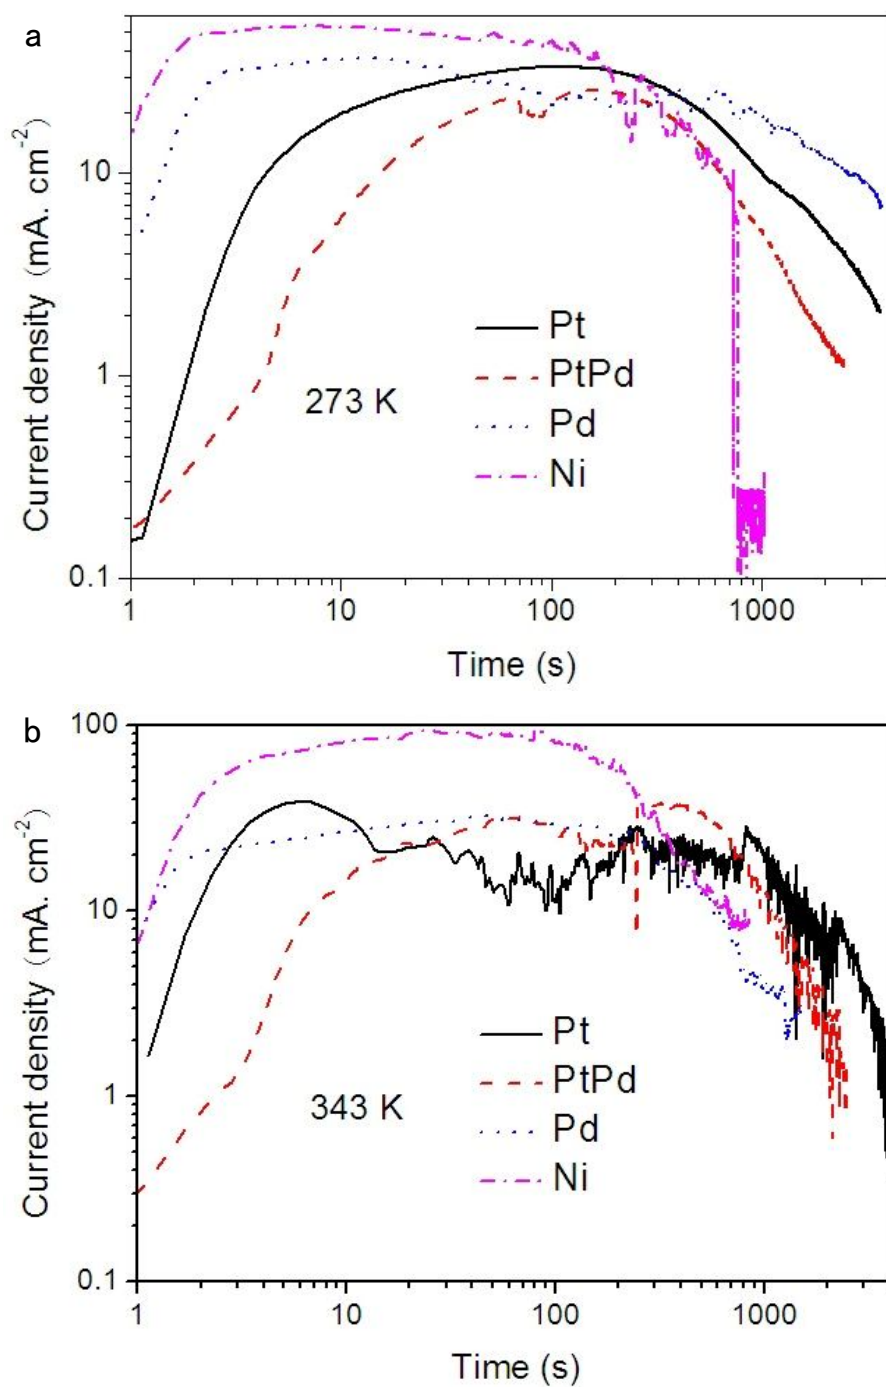 a
Current density (mA. cm-2)
10
1
0.1
Pt
PtPd
Pd
Ni
273 K
1 10 100 1000
Time (s)
b
Current density (mA. cm-2)
100
10
1
0.1
Pt
PtPd
Pd
Ni
343 K
1 10 100 1000
Time (s)